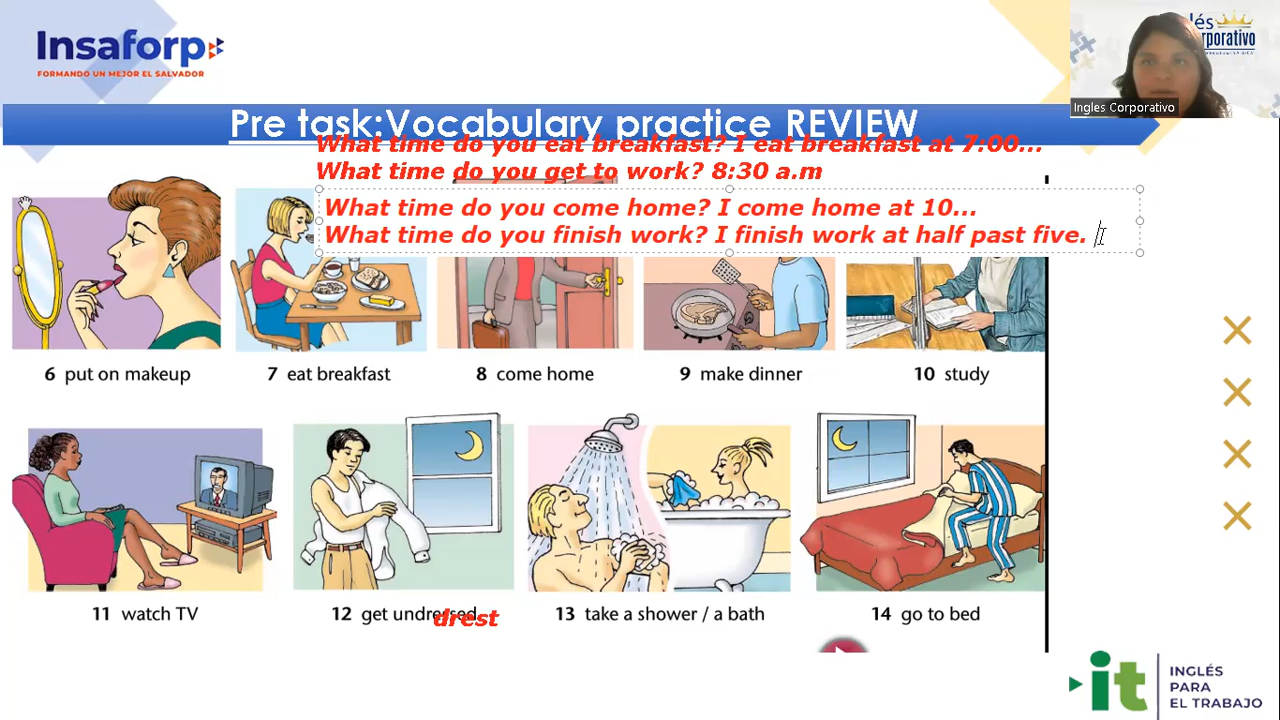 Insaforp
FORMANDO UN MEJOR EL SALVADOR
Ingles Corporativo
Pre task:Vocabulary practice REVIEW
What time do you eat breakfast? I eat breakfast at 7:00...
What time do you get to work? 8:30 a.m
What time do you come home? I come home at 10...
What time do you finish work? I finish work at half past five.
6 put on makeup
7 eat breakfast
8 come home
9 make dinner
10 study
11 watch TV
12 get undressed
drest
13 take a shower / a bath
14 go to bed
it
INGLÉS
PARA
EL TRABAJO